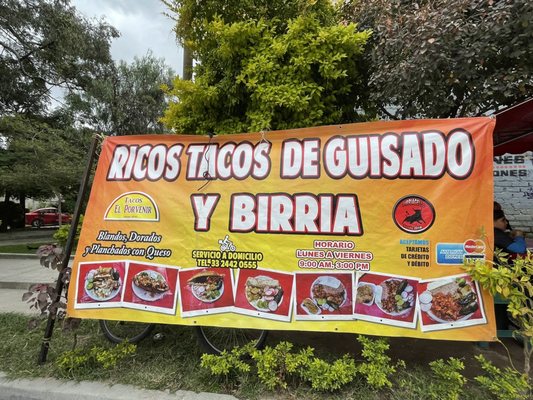 RICOS TACOS DE GUISADO
Y BIRRIA
TACOS
EL PORVENIR
Blandos, Dorados
y Planchados con Queso
SERVICIO A DOMICILIO
33 2442 0555
HORARIO
LUNES A VIERNES
9:00 AM. 3:00 PM
ACEPTAMOS
TARJETAS
DE CRÉDITO
Y DÉBITO